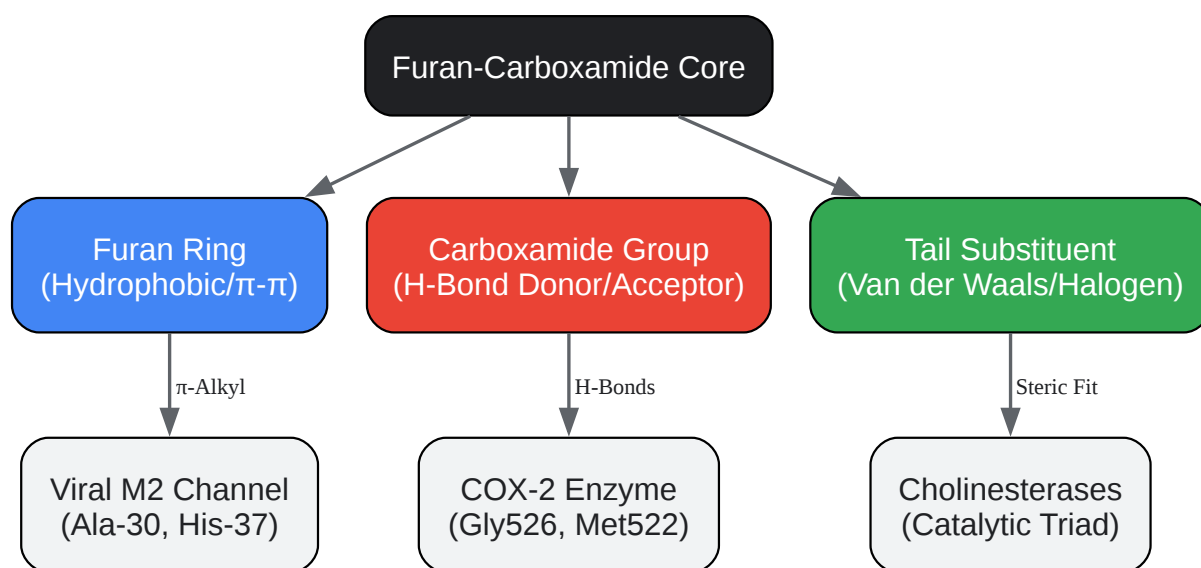 Furan-Carboxamide Core
Furan Ring
(Hydrophobic/π-π)
Carboxamide Group
(H-Bond Donor/Acceptor)
Tail Substituent
(Van der Waals/Halogen)
π-Alkyl
H-Bonds
Steric Fit
Viral M2 Channel
(Ala-30, His-37)
COX-2 Enzyme
(Gly526, Met522)
Cholinesterases
(Catalytic Triad)